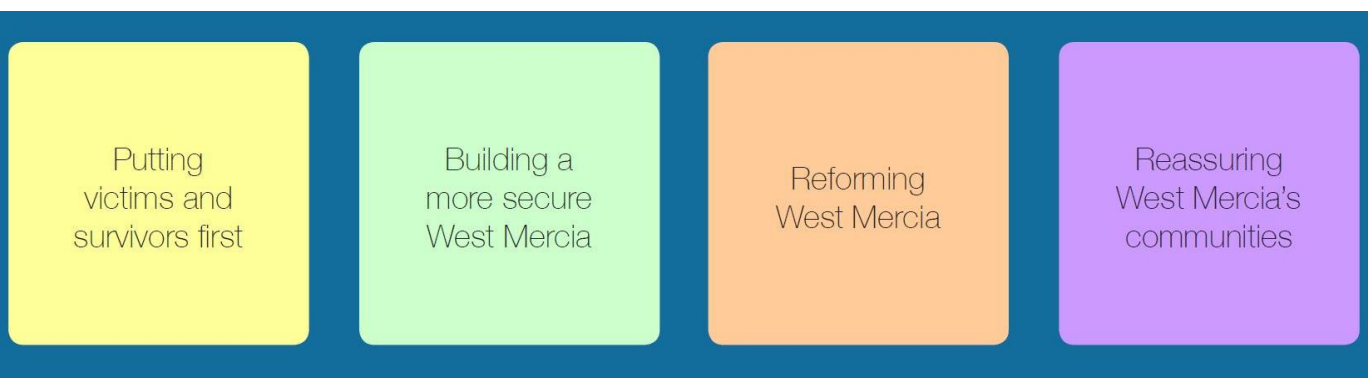 Putting
victims and
survivors first
Building a
more secure
West Mercia
Reforming
West Mercia
Reassuring
West Mercia’s
communities